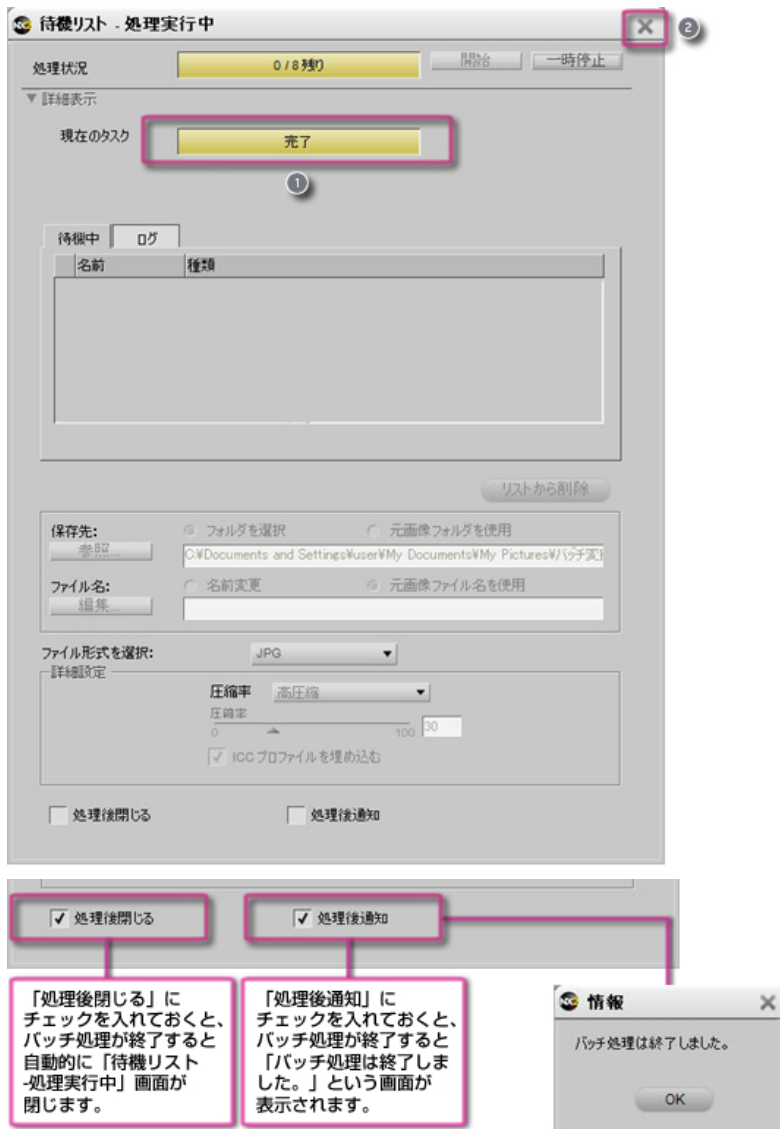 待機リスト - 処理実行中
2
処理状況
0 / 8 残り
開始
一時停止
▼ 詳細表示
現在のタスク
完了
1
待機中
ログ
名前
種類
リストから削除
保存先:
フォルダを選択
元画像フォルダを使用
参照...
C:¥Documents and Settings¥user¥My Documents¥My Pictures¥バッチ変
ファイル名:
名前変更
元画像ファイル名を使用
編集...
ファイル形式を選択:
JPG
詳細設定
圧縮率
高圧縮
圧縮率
0
100
30
ICC プロファイルを埋め込む
処理後閉じる
処理後通知
処理後閉じる
処理後通知
「処理後閉じる」に
チェックを入れておくと、
バッチ処理が終了すると
自動的に「待機リスト
-処理実行中」画面が
閉じます。
「処理後通知」に
チェックを入れておくと、
バッチ処理が終了すると
「バッチ処理は終了しま
した。」という画面が
表示されます。
情報
バッチ処理は終了しました。
OK